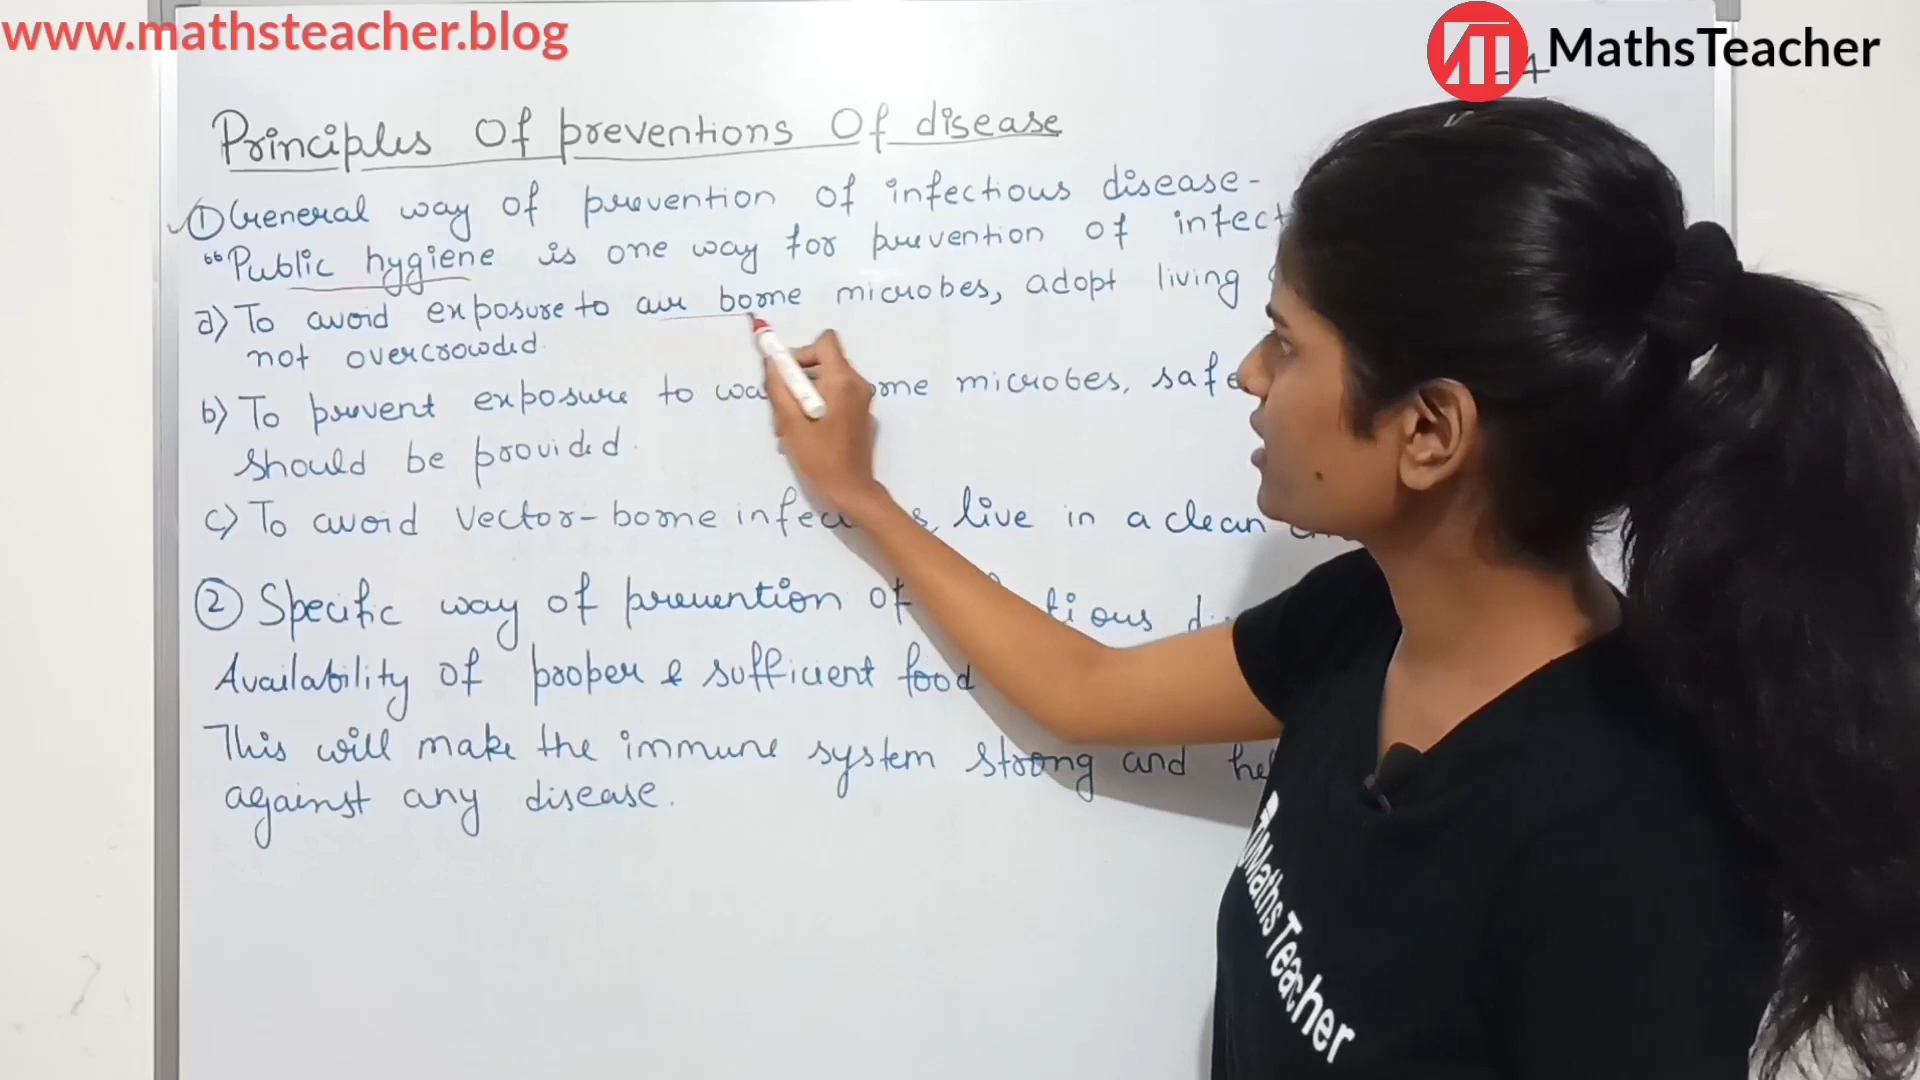 www.mathsteacher.blog
MathsTeacher
-4
Principles Of preventions Of disease
① General way of prevention of infectious disease-
“Public hygiene is one way for prevention of infect
a) To avoid exposure to air borne microbes, adopt living
not overcrowded.
b) To prevent exposure to wa borne microbes, safe
should be provided.
c) To avoid vector-borne infec s, live in a clean
② Specific way of prevention of tious di
Availability of proper & sufficient food
This will make the immune system strong and hel
against any disease.
MathsTeacher